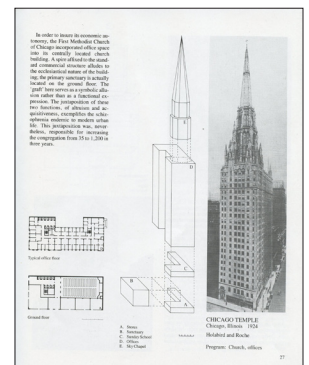 In order to insure its economic au-
tonomy, the First Methodist Church
of Chicago incorporated office space
into its centrally located church
building. A spire affixed to the stand-
ard commercial structure alludes to
the ecclesiastical nature of the build-
ing; the primary sanctuary is actually
located on the ground floor. The
'graft' here serves as a symbolic allu-
sion rather than as a functional ex-
pression. The juxtaposition of these
two functions, of altruism and ac-
quisitiveness, exemplifies the schiz-
ophrenia endemic to modern urban
life. This juxtaposition was, never-
theless, responsible for increasing
the congregation from 35 to 1,200 in
three years.
E
D
C
B
A
Typical office floor
Ground floor
A. Stores
B. Sanctuary
C. Sunday School
D. Offices
E. Sky Chapel
CHICAGO TEMPLE
Chicago, Illinois 1924
Holabird and Roche
Program: Church, offices
27